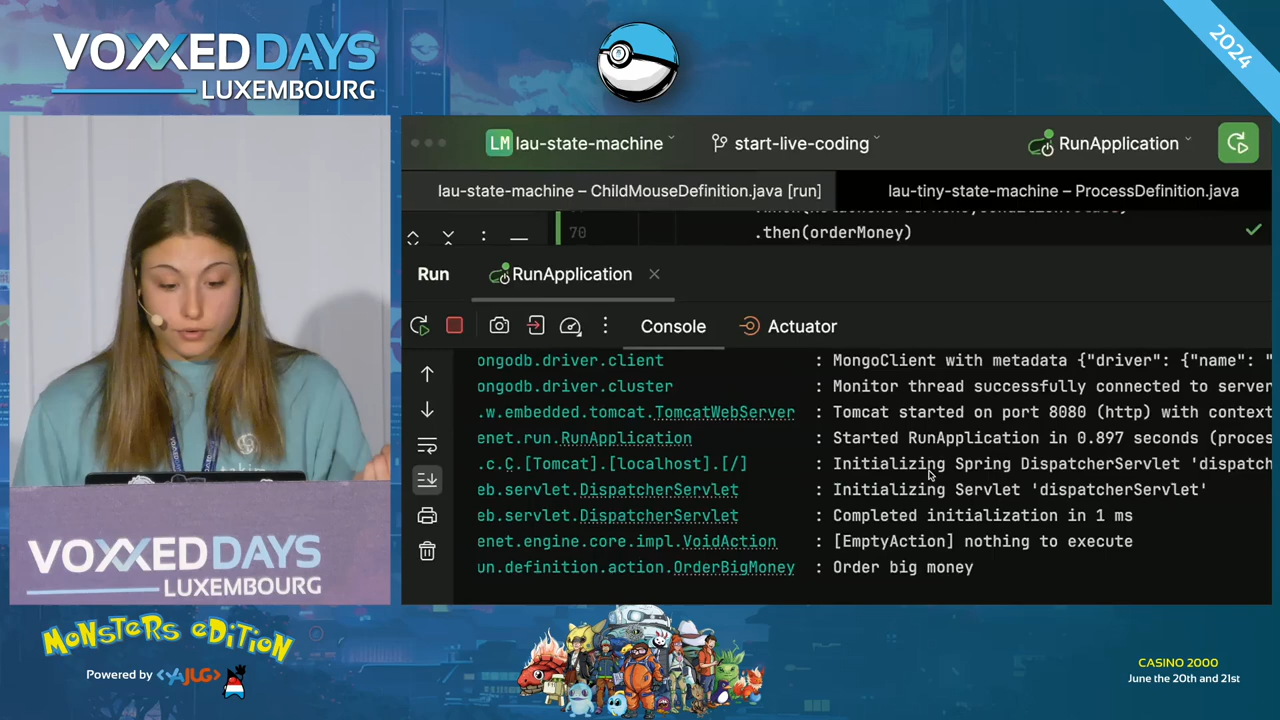 VOXXEDDAYS
LUXEMBOURG
2024
LM lau-state-machine
start-live-coding
RunApplication
lau-state-machine – ChildMouseDefinition.java [run]
lau-tiny-state-machine – ProcessDefinition.java
70 .then(orderMoney)
Run RunApplication
Console Actuator
ongodb.driver.client : MongoClient with metadata {"driver": {"name": "
ongodb.driver.cluster : Monitor thread successfully connected to server
.w.embedded.tomcat.TomcatWebServer : Tomcat started on port 8080 (http) with context
enet.run.RunApplication : Started RunApplication in 0.897 seconds (proces
.c.C.[Tomcat].[localhost].[/] : Initializing Spring DispatcherServlet 'dispatch
eb.servlet.DispatcherServlet : Initializing Servlet 'dispatcherServlet'
eb.servlet.DispatcherServlet : Completed initialization in 1 ms
enet.engine.core.impl.VoidAction : [EmptyAction] nothing to execute
un.definition.action.OrderBigMoney : Order big money
VOXXEDDAYS
LUXEMBOURG
MONSTERS EDITION
Powered by <YAJUG>
CASINO 2000
June the 20th and 21st